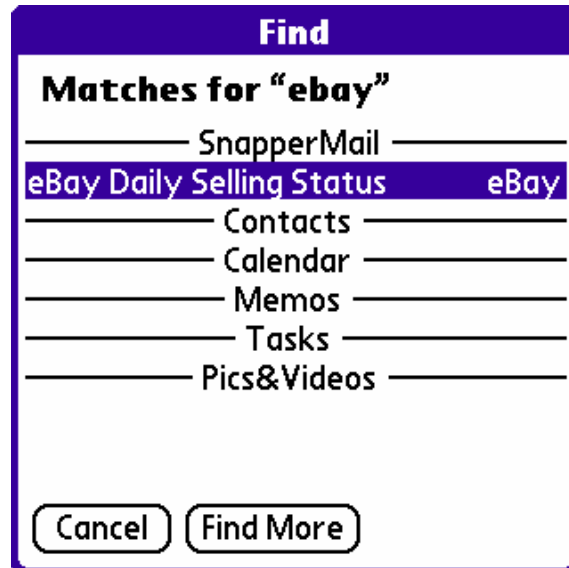 Find
Matches for “ebay”
SnapperMail
eBay Daily Selling Status eBay
Contacts
Calendar
Memos
Tasks
Pics&Videos
Cancel Find More